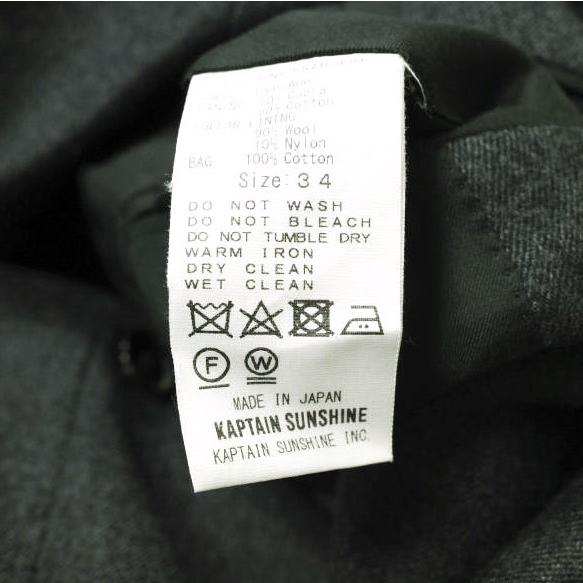 Cotton
LINING
90% Wool
10% Nylon
BAG 100% Cotton
Size: 34
DO NOT WASH
DO NOT BLEACH
DO NOT TUMBLE DRY
WARM IRON
DRY CLEAN
WET CLEAN
F W
MADE IN JAPAN
KAPTAIN SUNSHINE
KAPTAIN SUNSHINE INC.